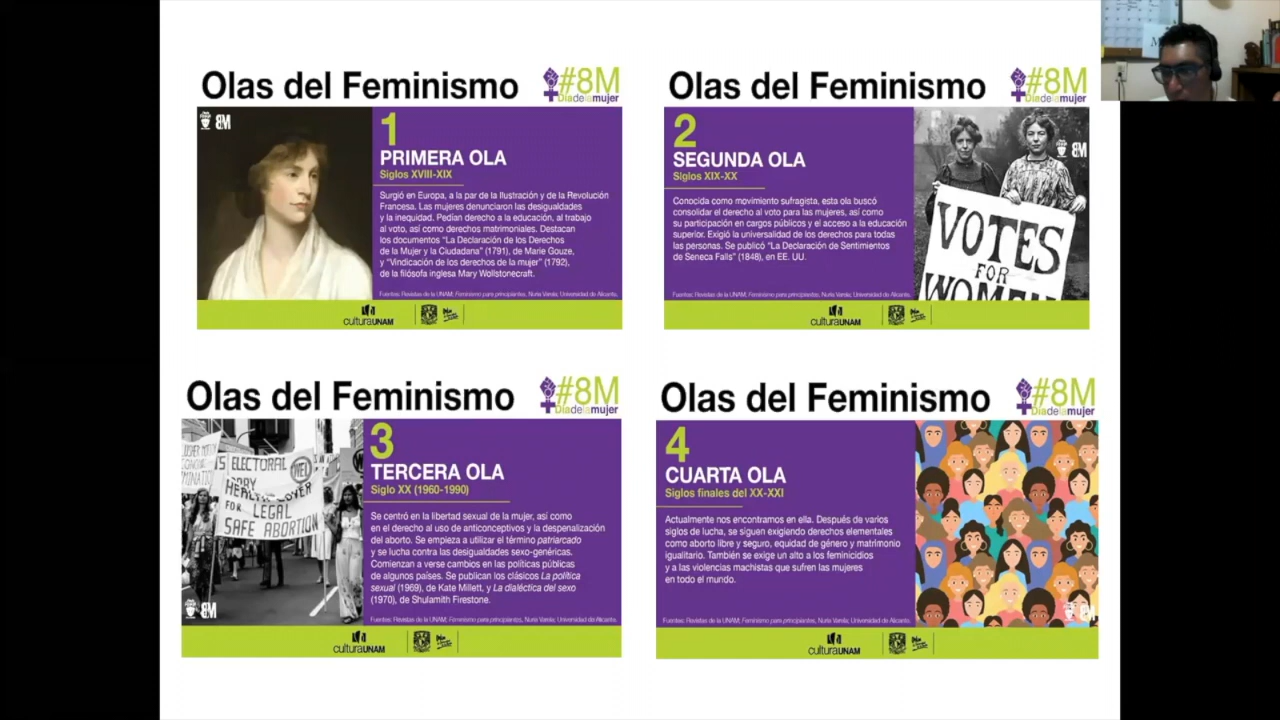 Olas del Feminismo
#8M
Díadelamujer
8M
1
PRIMERA OLA
Siglos XVIII-XIX
Surgió en Europa, a la par de la Ilustración y de la Revolución
Francesa. Las mujeres denunciaron las desigualdades
y la inequidad. Pedían derecho a la educación, al trabajo
al voto, así como derechos matrimoniales. Destacan
los documentos "La Declaración de los Derechos
de la Mujer y la Ciudadana" (1791), de Marie Gouze,
y "Vindicación de los derechos de la mujer" (1792),
de la filósofa inglesa Mary Wollstonecraft.
Fuentes: Revistas de la UNAM; Feminismo para principiantes, Nuria Varela; Universidad de Alicante.
culturaUNAM
Olas del Feminismo
#8M
Díadelamujer
2
SEGUNDA OLA
Siglos XIX-XX
Conocida como movimiento sufragista, esta ola buscó
consolidar el derecho al voto para las mujeres, así como
su participación en cargos públicos y el acceso a la educación
superior. Exigió la universalidad de los derechos para todas
las personas. Se publicó "La Declaración de Sentimientos
de Seneca Falls" (1848), en EE. UU.
Fuentes: Revistas de la UNAM; Feminismo para principiantes, Nuria Varela; Universidad de Alicante.
8M
VOTES
FOR
WOMEN
culturaUNAM
Olas del Feminismo
#8M
Díadelamujer
IS ELECTORAL
HEALTH COVER
FOR LEGAL
SAFE ABORTION
8M
3
TERCERA OLA
Siglo XX (1960-1990)
Se centró en la libertad sexual de la mujer, así como
en el derecho al uso de anticonceptivos y la despenalización
del aborto. Se empieza a utilizar el término patriarcado
y se lucha contra las desigualdades sexo-genéricas.
Comienzan a verse cambios en las políticas públicas
de algunos países. Se publican los clásicos La política
sexual (1969), de Kate Millett, y La dialéctica del sexo
(1970), de Shulamith Firestone.
Fuentes: Revistas de la UNAM; Feminismo para principiantes, Nuria Varela; Universidad de Alicante.
culturaUNAM
Olas del Feminismo
#8M
Díadelamujer
4
CUARTA OLA
Siglos finales del XX-XXI
Actualmente nos encontramos en ella. Después de varios
siglos de lucha, se siguen exigiendo derechos elementales
como aborto libre y seguro, equidad de género y matrimonio
igualitario. También se exige un alto a los feminicidios
y a las violencias machistas que sufren las mujeres
en todo el mundo.
Fuentes: Revistas de la UNAM; Feminismo para principiantes, Nuria Varela; Universidad de Alicante.
8M
culturaUNAM